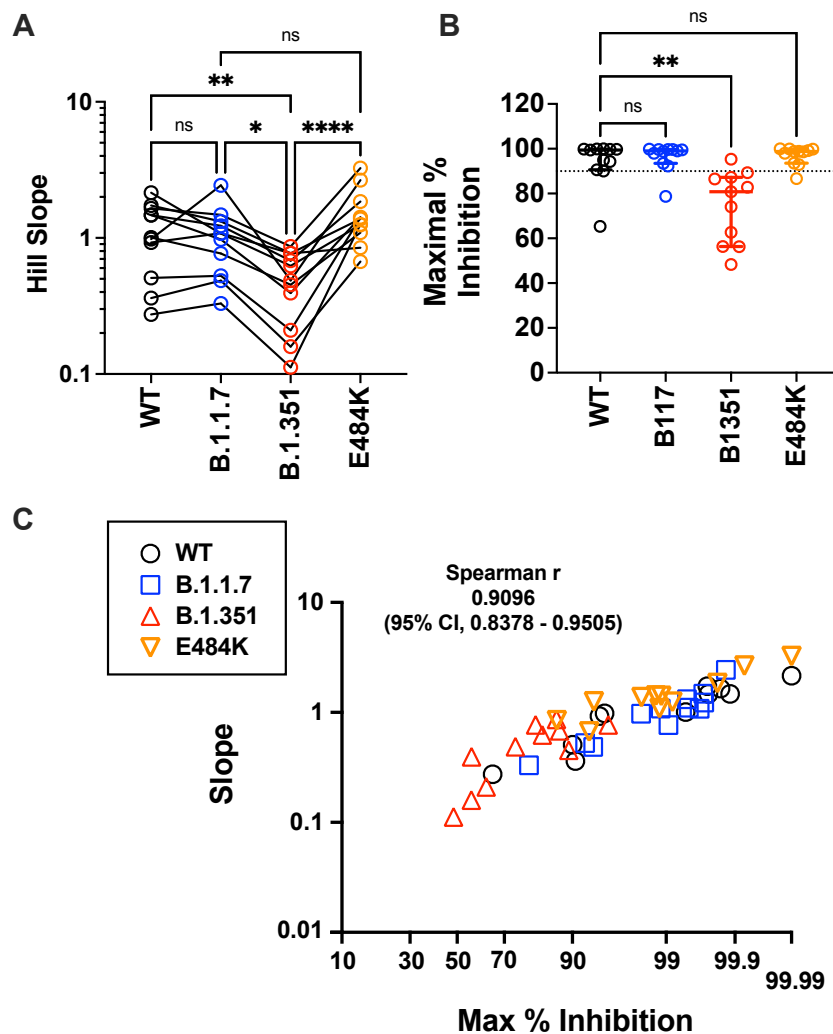 A
ns
**
ns
*
****
10
1
0.1
Hill Slope
WT
B.1.1.7
B.1.351
E484K
B
ns
**
ns
120
100
80
60
40
20
0
Maximal %
Inhibition
WT
B117
B1351
E484K
C
WT
B.1.1.7
B.1.351
E484K
Spearman r
0.9096
(95% CI, 0.8378 - 0.9505)
10
1
0.1
0.01
Slope
10
30
50
70
90
99
99.9
99.99
Max % Inhibition